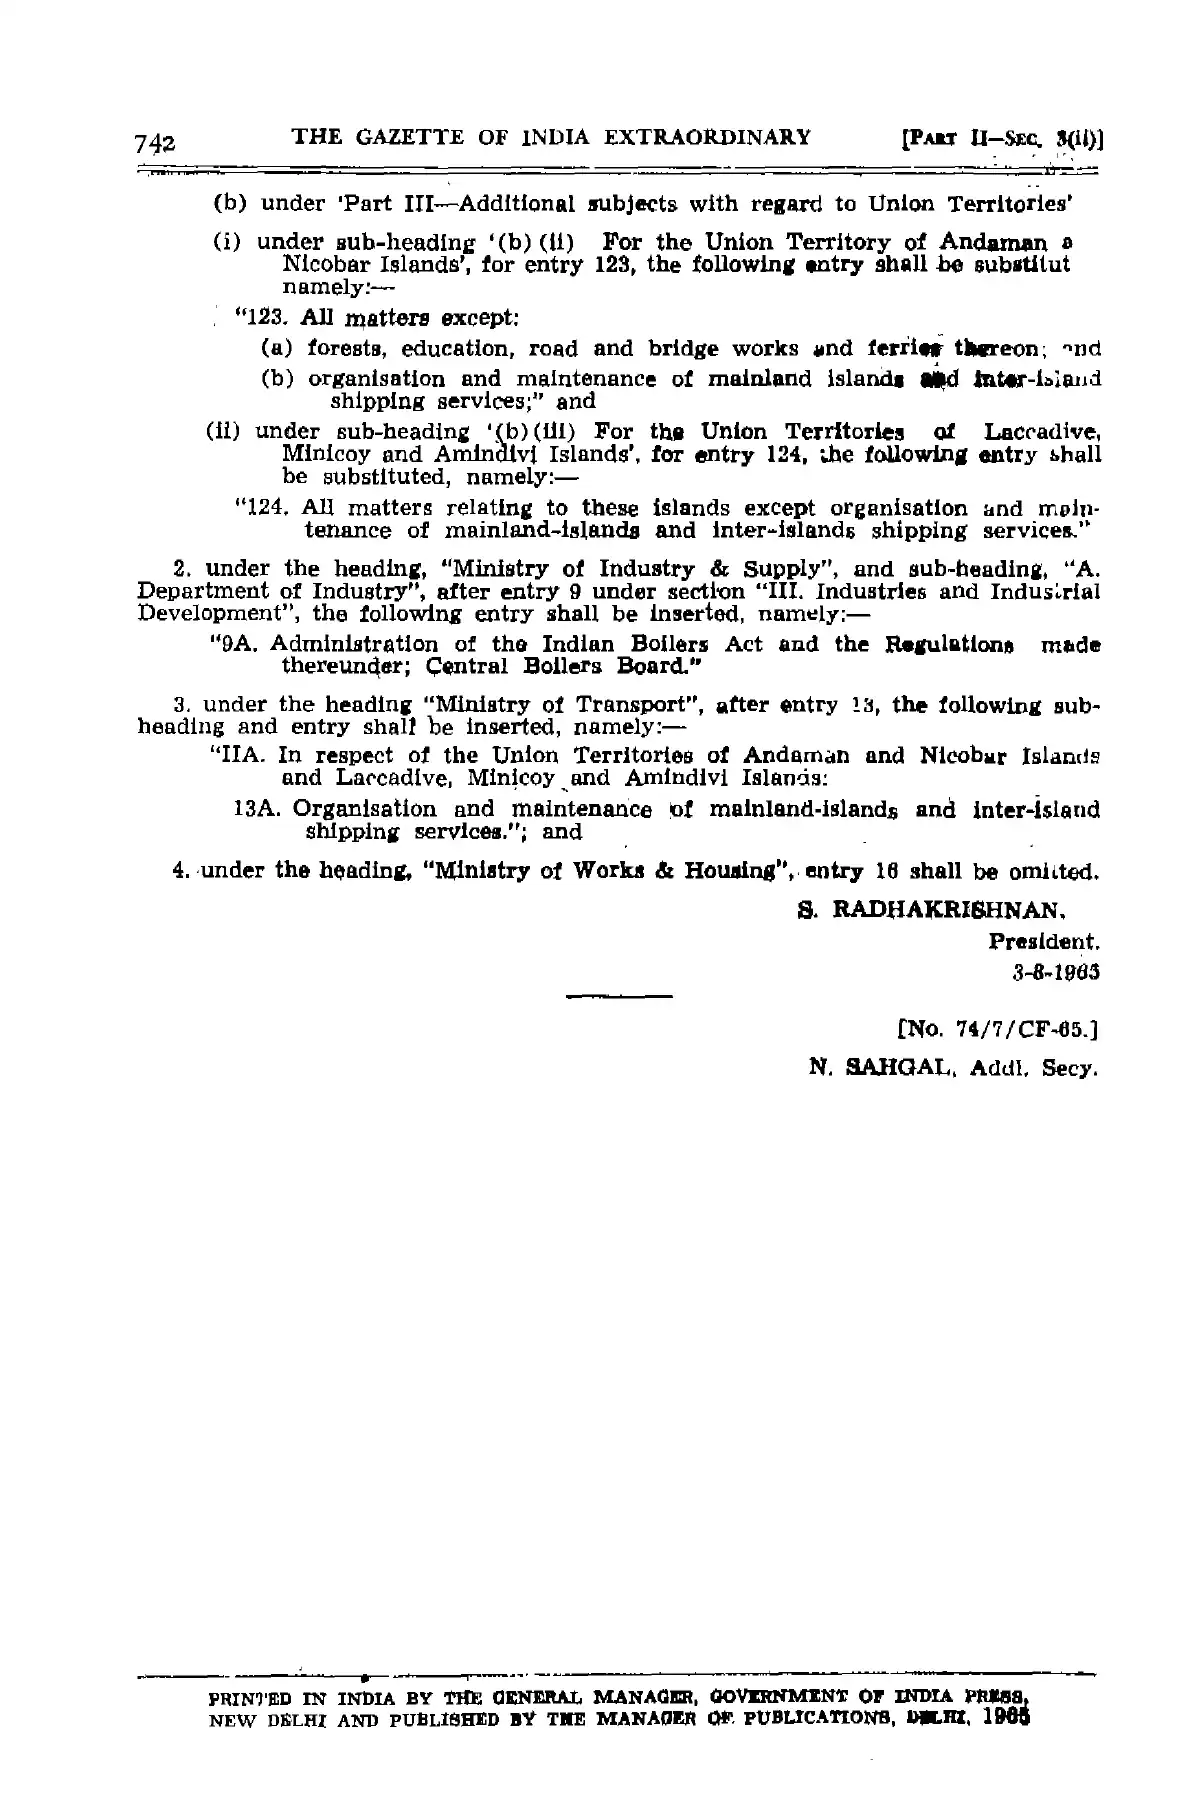 742 THE GAZETTE OF INDIA EXTRAORDINARY [PART II—SEC. 3(ii)]
(b) under 'Part III—Additional subjects with regard to Union Territories'
(i) under sub-heading '(b) (ii) For the Union Territory of Andaman a
Nicobar Islands', for entry 123, the following entry shall be substitut
namely:—
"123. All matters except:
(a) forests, education, road and bridge works and ferries thereon; and
(b) organisation and maintenance of mainland islands and inter-island
shipping services;" and
(ii) under sub-heading '(b) (iii) For the Union Territories of Laccadive,
Minicoy and Amindivi Islands', for entry 124, the following entry shall
be substituted, namely:—
"124. All matters relating to these islands except organisation and main-
tenance of mainland-islands and inter-islands shipping services."
2. under the heading, "Ministry of Industry & Supply", and sub-heading, "A.
Department of Industry", after entry 9 under section "III. Industries and Industrial
Development", the following entry shall be inserted, namely:—
"9A. Administration of the Indian Boilers Act and the Regulations made
thereunder; Central Boilers Board."
3. under the heading "Ministry of Transport", after entry 13, the following sub-
heading and entry shall be inserted, namely:—
"IIA. In respect of the Union Territories of Andaman and Nicobar Islands
and Laccadive, Minicoy and Amindivi Islands:
13A. Organisation and maintenance of mainland-islands and inter-island
shipping services."; and
4. under the heading, "Ministry of Works & Housing", entry 16 shall be omitted.
S. RADHAKRISHNAN,
President.
3-8-1965
[No. 74/7/CF-65.]
N. SAHGAL, Addl. Secy.
PRINTED IN INDIA BY THE GENERAL MANAGER, GOVERNMENT OF INDIA PRESS,
NEW DELHI AND PUBLISHED BY THE MANAGER OF PUBLICATIONS, DELHI, 1965